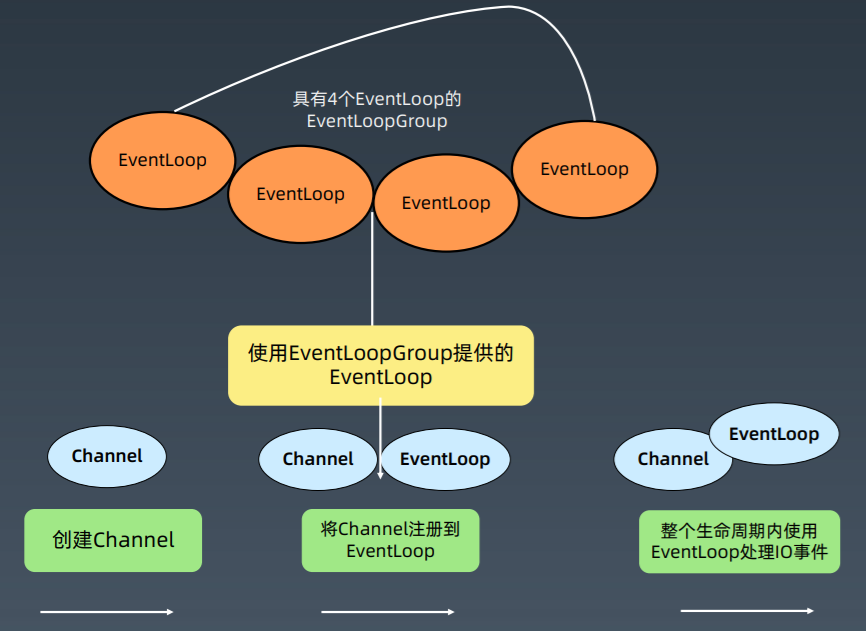 具有4个EventLoop的
EventLoopGroup
EventLoop
EventLoop
EventLoop
EventLoop
使用EventLoopGroup提供的
EventLoop
Channel
Channel
EventLoop
Channel
EventLoop
创建Channel
将Channel注册到
EventLoop
整个生命周期内使用
EventLoop处理IO事件